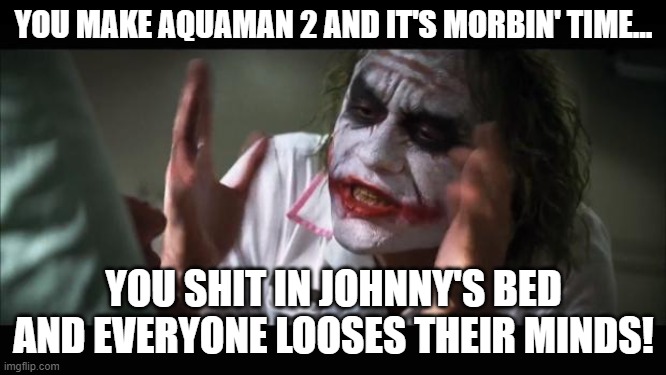 YOU MAKE AQUAMAN 2 AND IT'S MORBIN' TIME...
YOU SHIT IN JOHNNY'S BED
AND EVERYONE LOOSES THEIR MINDS!
imgflip.com